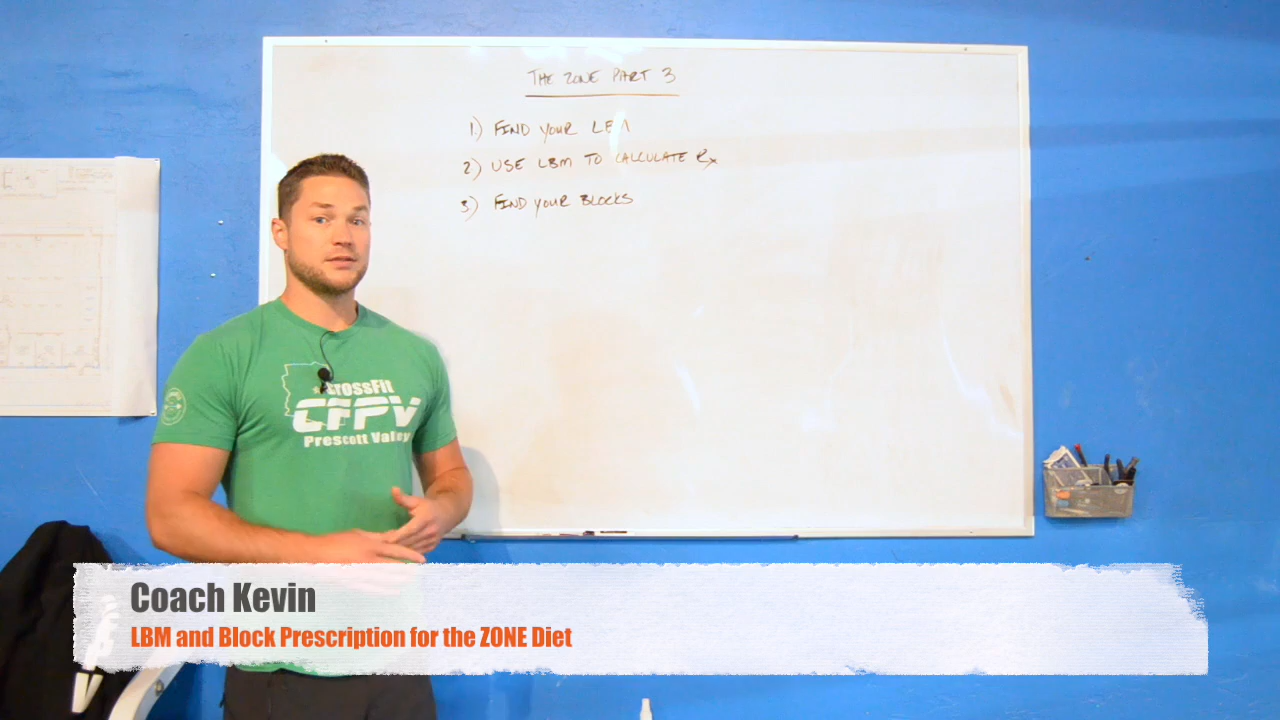 THE ZONE PART 3
1.) FIND YOUR LBM
2.) USE LBM TO CALCULATE Rx
3.) FIND YOUR BLOCKS
CROSSFIT
CFPV
Prescott Valley
Coach Kevin
LBM and Block Prescription for the ZONE Diet